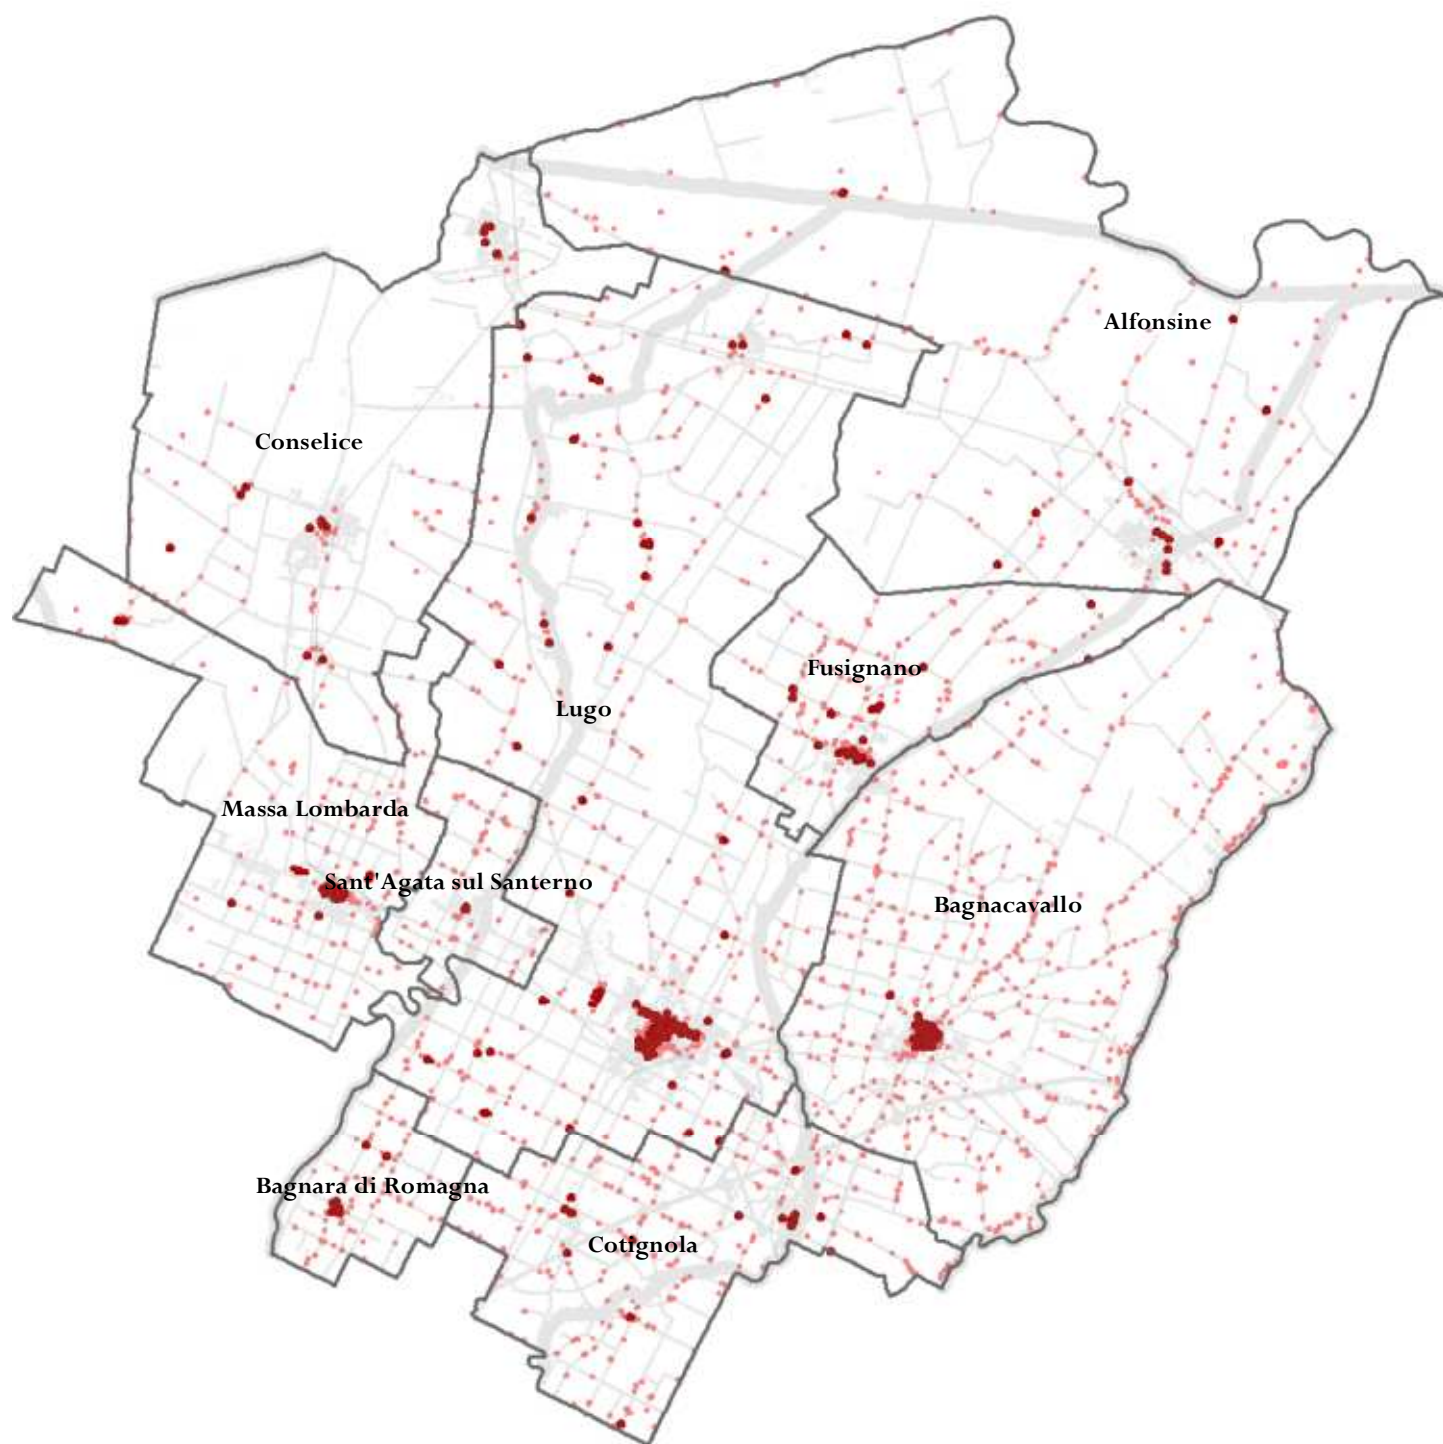 Alfonsine
Conselice
Fusignano
Lugo
Massa Lombarda
Sant'Agata sul Santerno
Bagnacavallo
Bagnara di Romagna
Cotignola